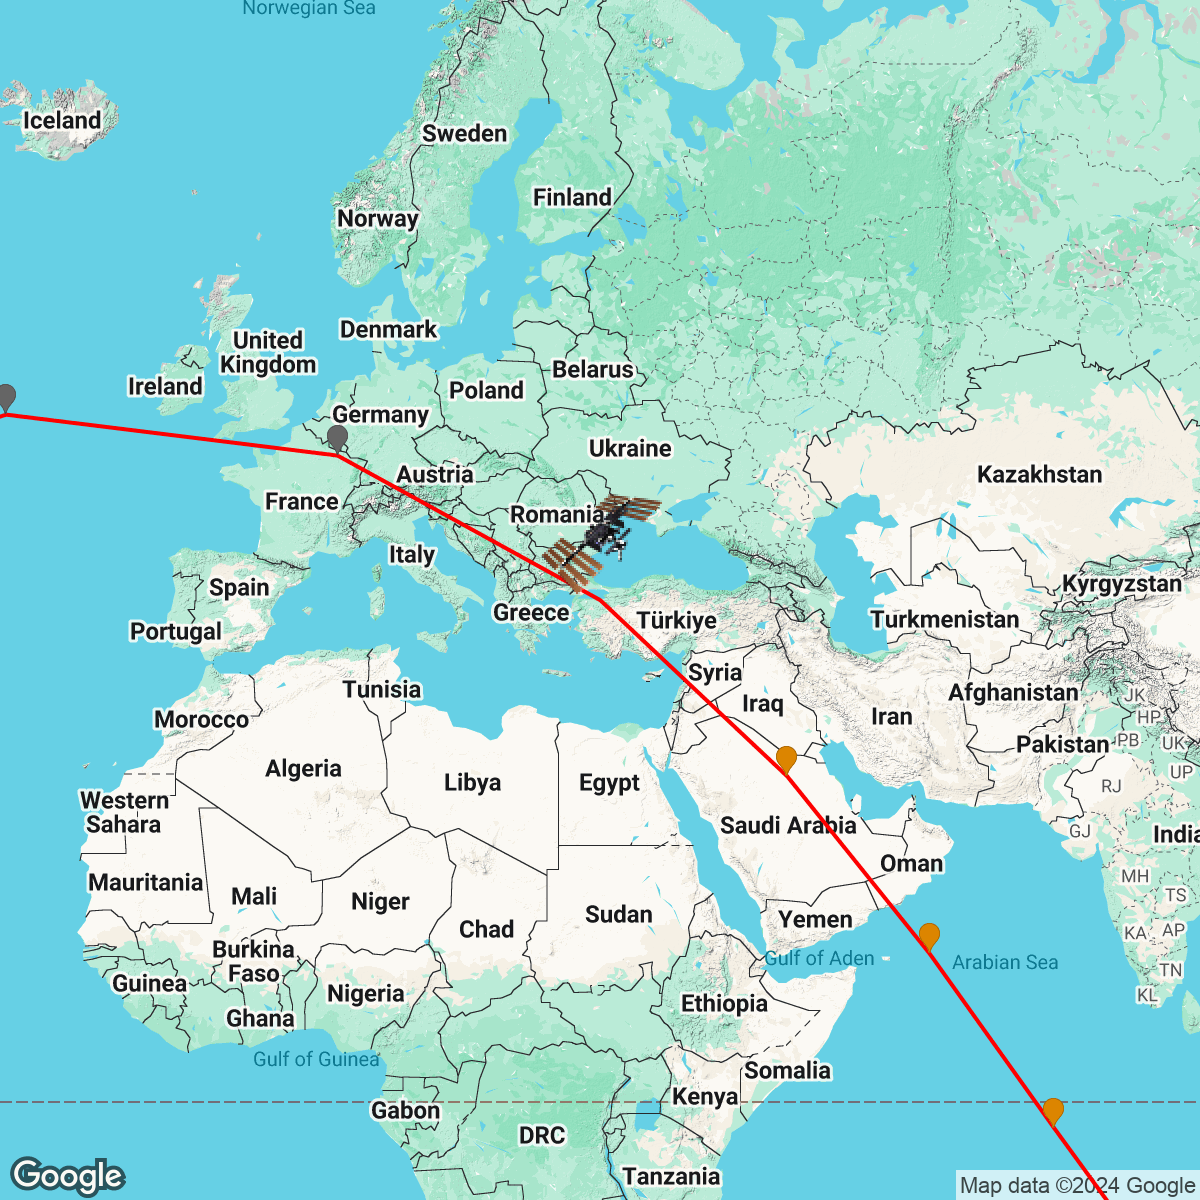 Norwegian Sea
Iceland
Sweden
Finland
Norway
Denmark
United
Kingdom
Ireland
Belarus
Poland
Germany
Ukraine
Austria
Kazakhstan
France
Romania
Italy
Spain
Kyrgyzstan
Portugal
Greece
Türkiye
Turkmenistan
Syria
Tunisia
Afghanistan
JK
Iraq
Morocco
Iran
HP
Pakistan
PB
UK
Algeria
Libya
Egypt
UP
RJ
Western
Sahara
Saudi Arabia
GJ
India
Oman
Mauritania
Mali
MH
Niger
TS
Sudan
Yemen
Chad
KA
AP
Burkina
Faso
Gulf of Aden
Arabian Sea
TN
Guinea
Nigeria
KL
Ethiopia
Ghana
Gulf of Guinea
Somalia
Kenya
Gabon
DRC
Tanzania
Google
Map data ©2024 Google